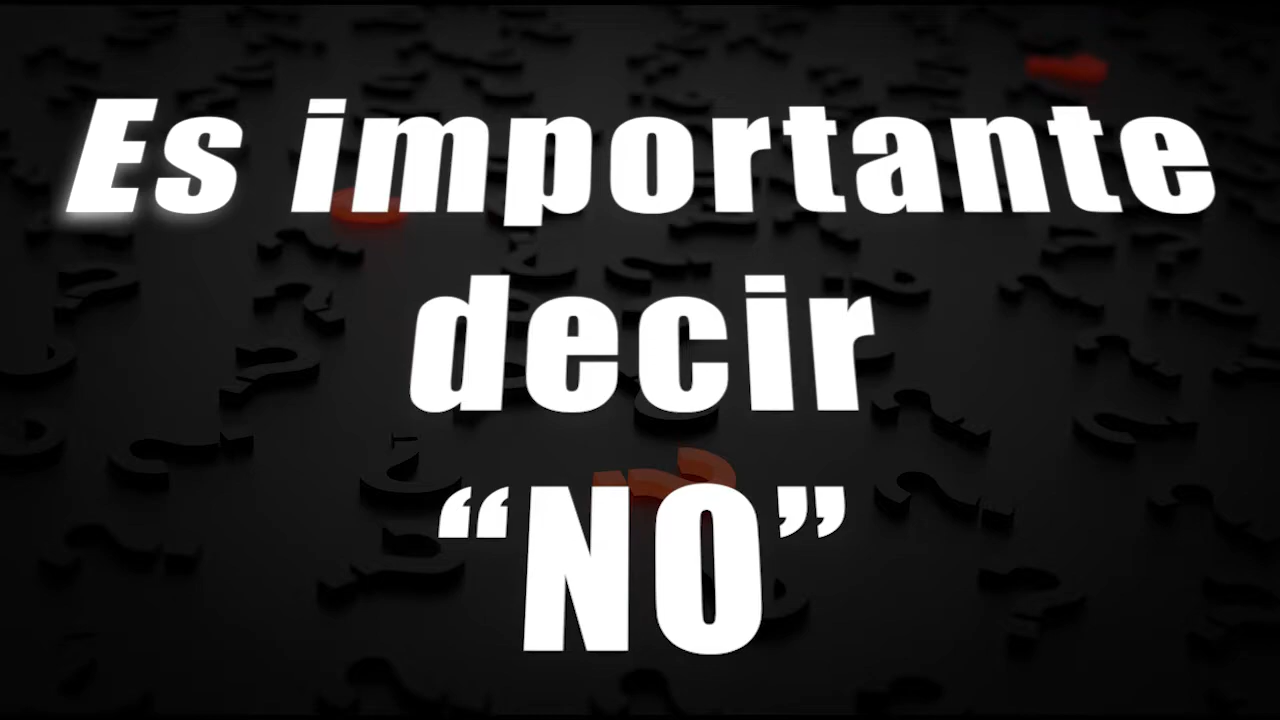 Es importante
decir
“NO”